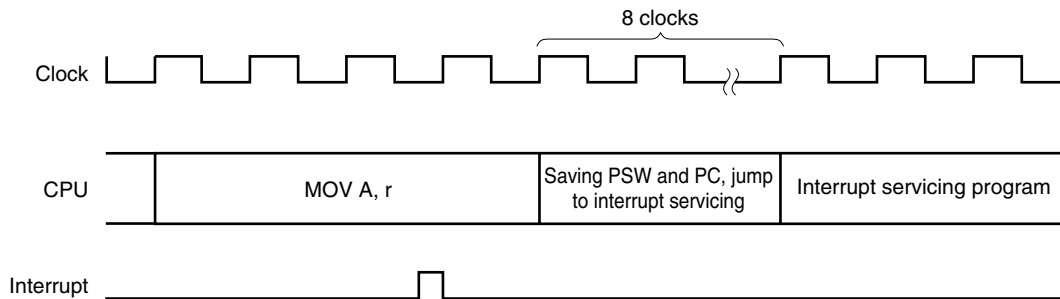 8 clocks
Clock
CPU
MOV A, r
Saving PSW and PC, jump
to interrupt servicing
Interrupt servicing program
Interrupt